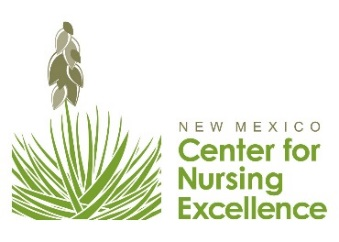 NEW MEXICO
Center for
Nursing
Excellence